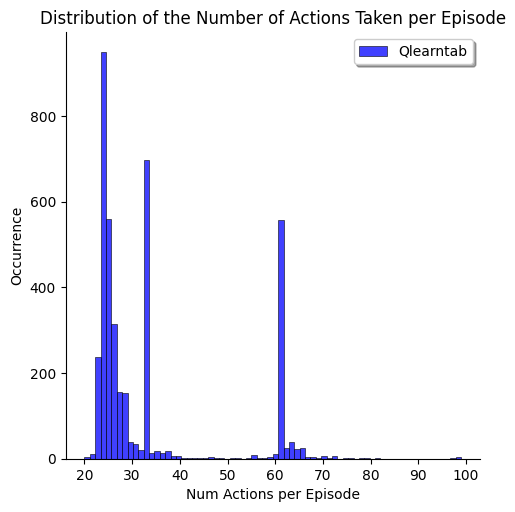 Distribution of the Number of Actions Taken per Episode
Qlearntab
Occurrence
800
600
400
200
0
20 30 40 50 60 70 80 90 100
Num Actions per Episode